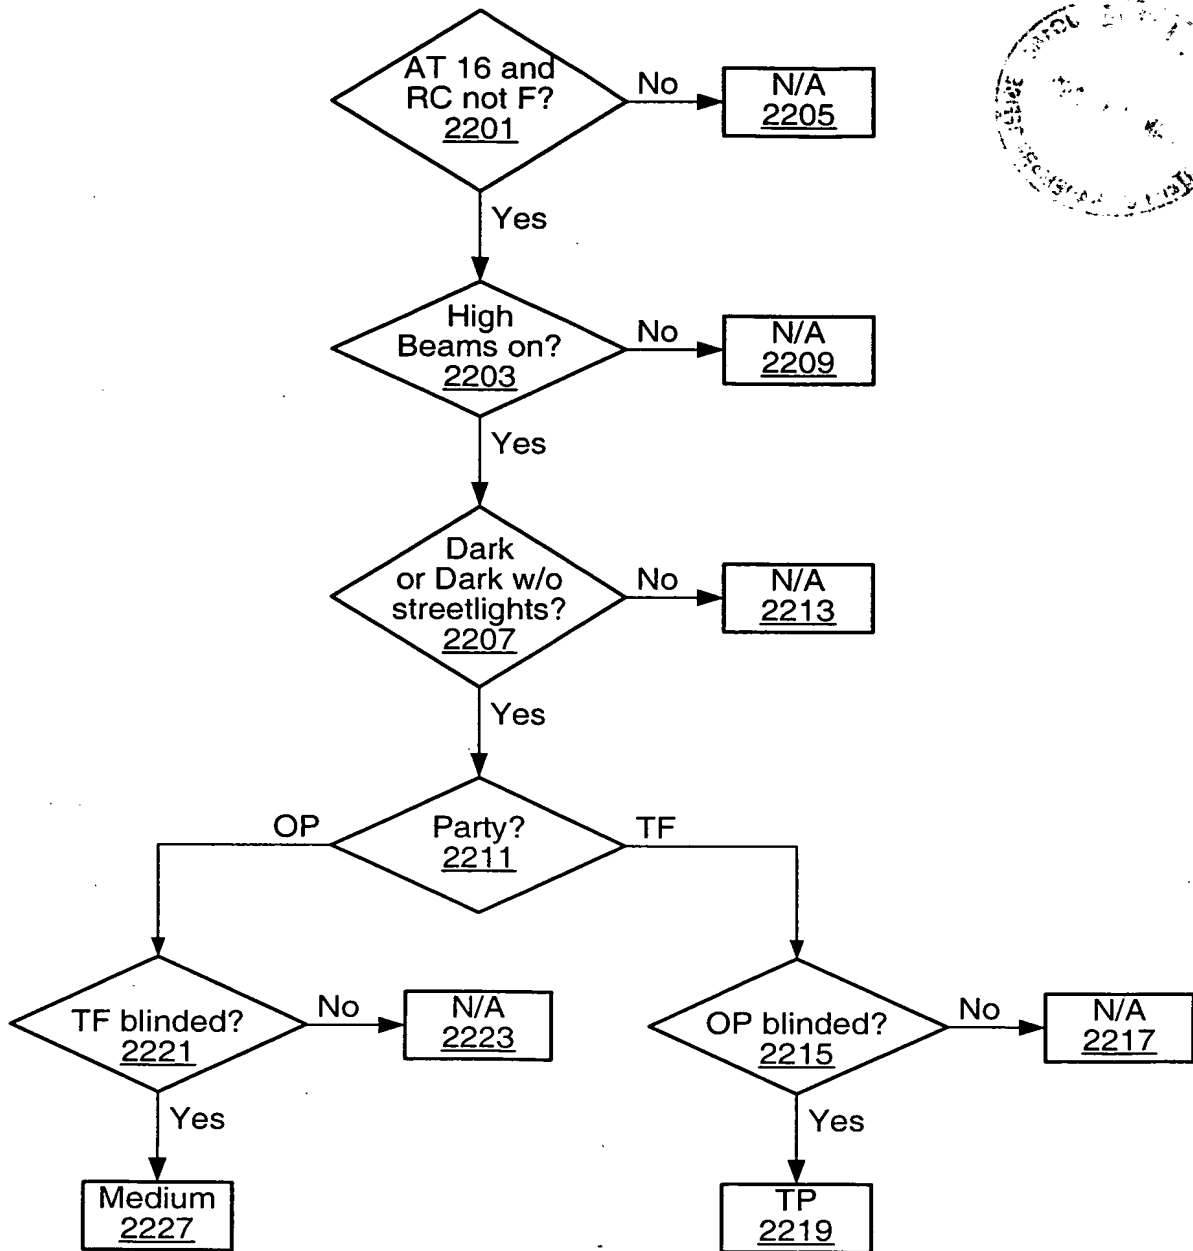 AT 16 and
RC not F?
2201
No
N/A
2205
Yes
High
Beams on?
2203
No
N/A
2209
Yes
Dark
or Dark w/o
streetlights?
2207
No
N/A
2213
Yes
OP
Party?
2211
TF
TF blinded?
2221
No
N/A
2223
OP blinded?
2215
No
N/A
2217
Yes
Yes
Medium
2227
TP
2219